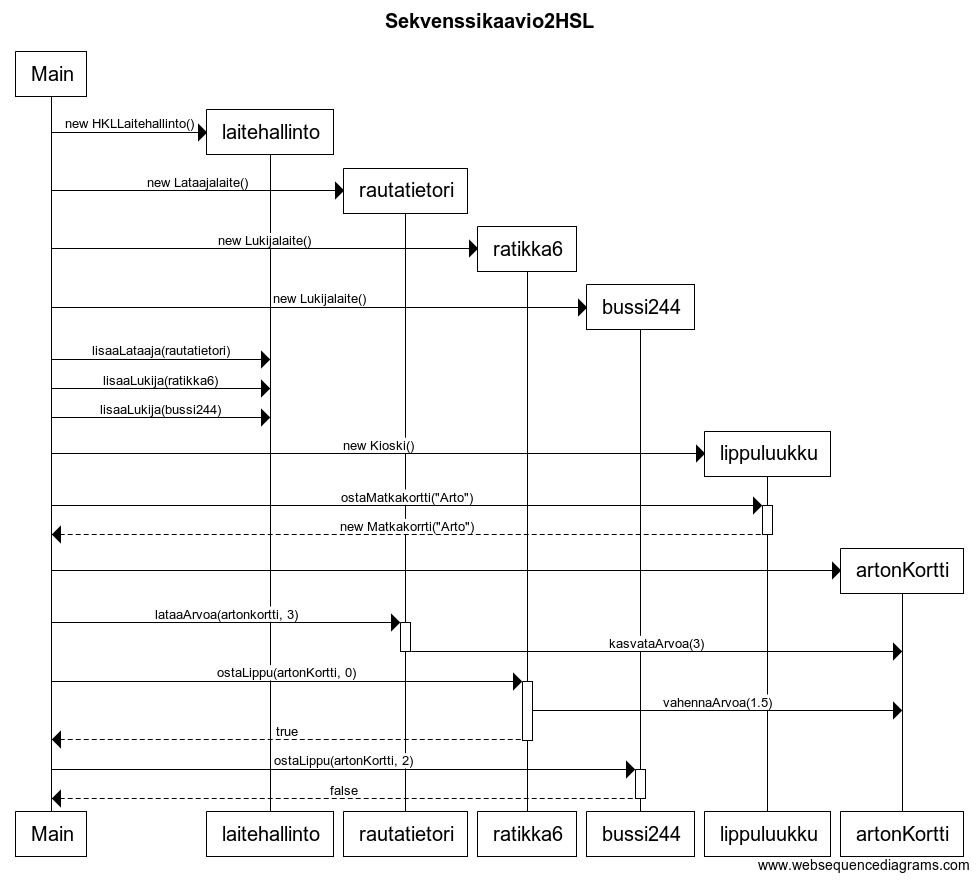 Sekvenssikaavio2HSL
Main
new HKLLaitehallinto()
laitehallinto
new Lataajalaite()
rautatietori
new Lukijalaite()
ratikka6
new Lukijalaite()
bussi244
lisaaLataaja(rautatietori)
lisaaLukija(ratikka6)
lisaaLukija(bussi244)
new Kioski()
lippuluukku
ostaMatkakortti("Arto")
new Matkakorrti("Arto")
artonKortti
lataaArvoa(artonkortti, 3)
kasvataArvoa(3)
ostaLippu(artonKortti, 0)
vahennaArvoa(1.5)
true
ostaLippu(artonKortti, 2)
false
Main laitehallinto rautatietori ratikka6 bussi244 lippuluukku artonKortti
www.websequencediagrams.com